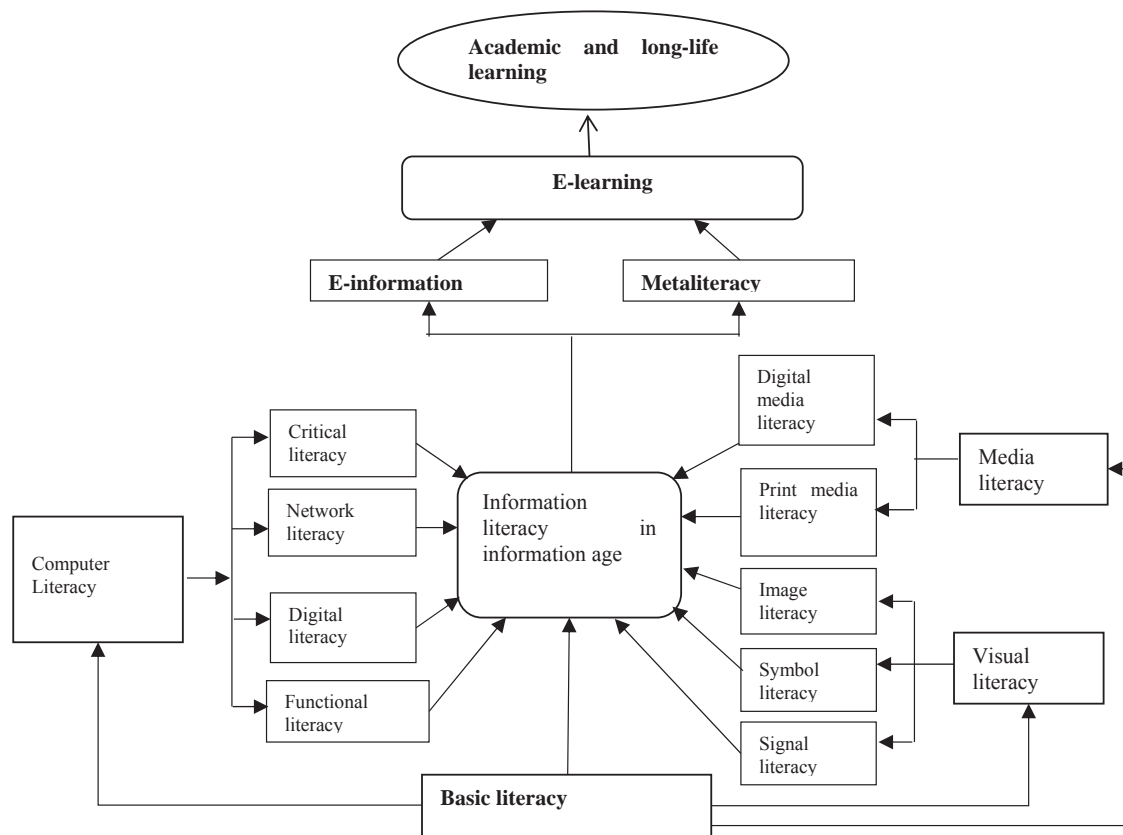 Academic and long-life
learning
E-learning
E-information
Metaliteracy
Digital
media
literacy
Critical
literacy
Media
literacy
Print media
literacy
Information
literacy in
information age
Network
literacy
Computer
Literacy
Image
literacy
Digital
literacy
Visual
literacy
Symbol
literacy
Functional
literacy
Signal
literacy
Basic literacy